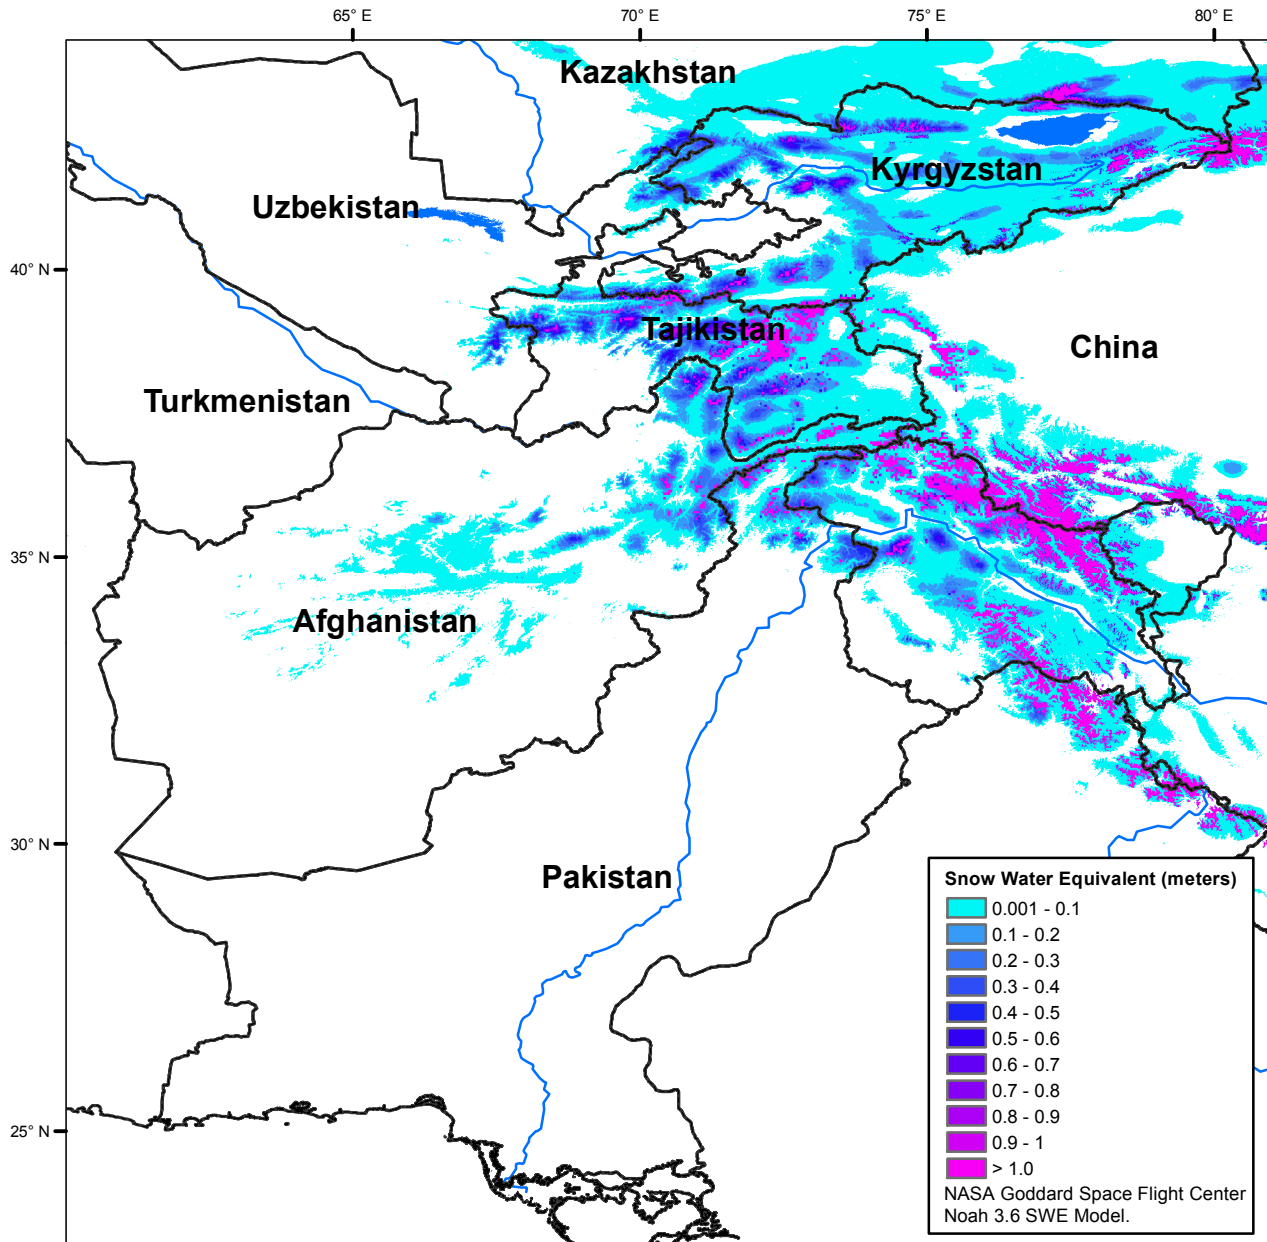 65° E
70° E
75° E
80° E
Kazakhstan
Kyrgyzstan
Uzbekistan
40° N
Tajikistan
China
Turkmenistan
35° N
Afghanistan
30° N
Pakistan
25° N
Snow Water Equivalent (meters)
0.001 - 0.1
0.1 - 0.2
0.2 - 0.3
0.3 - 0.4
0.4 - 0.5
0.5 - 0.6
0.6 - 0.7
0.7 - 0.8
0.8 - 0.9
0.9 - 1
> 1.0
NASA Goddard Space Flight Center
Noah 3.6 SWE Model.